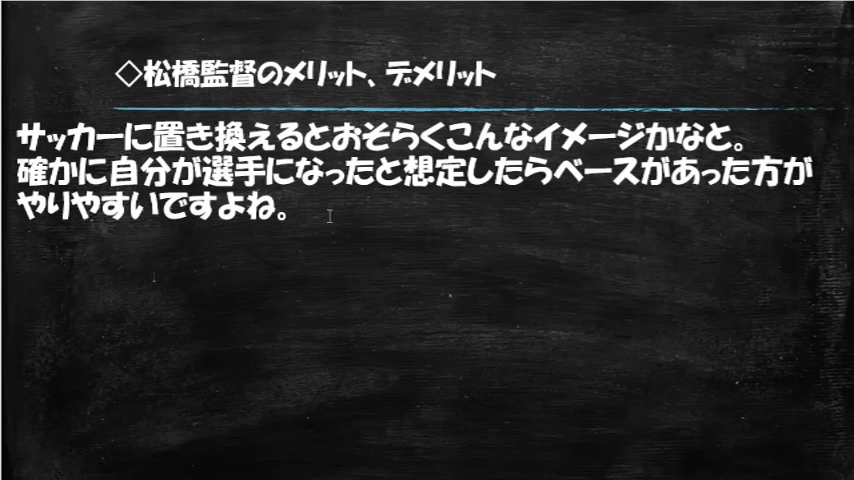 ◇松橋監督のメリット、デメリット
サッカーに置き換えるとおそらくこんなイメージかなと。
確かに自分が選手になったと想定したらベースがあった方が
やりやすいですよね。